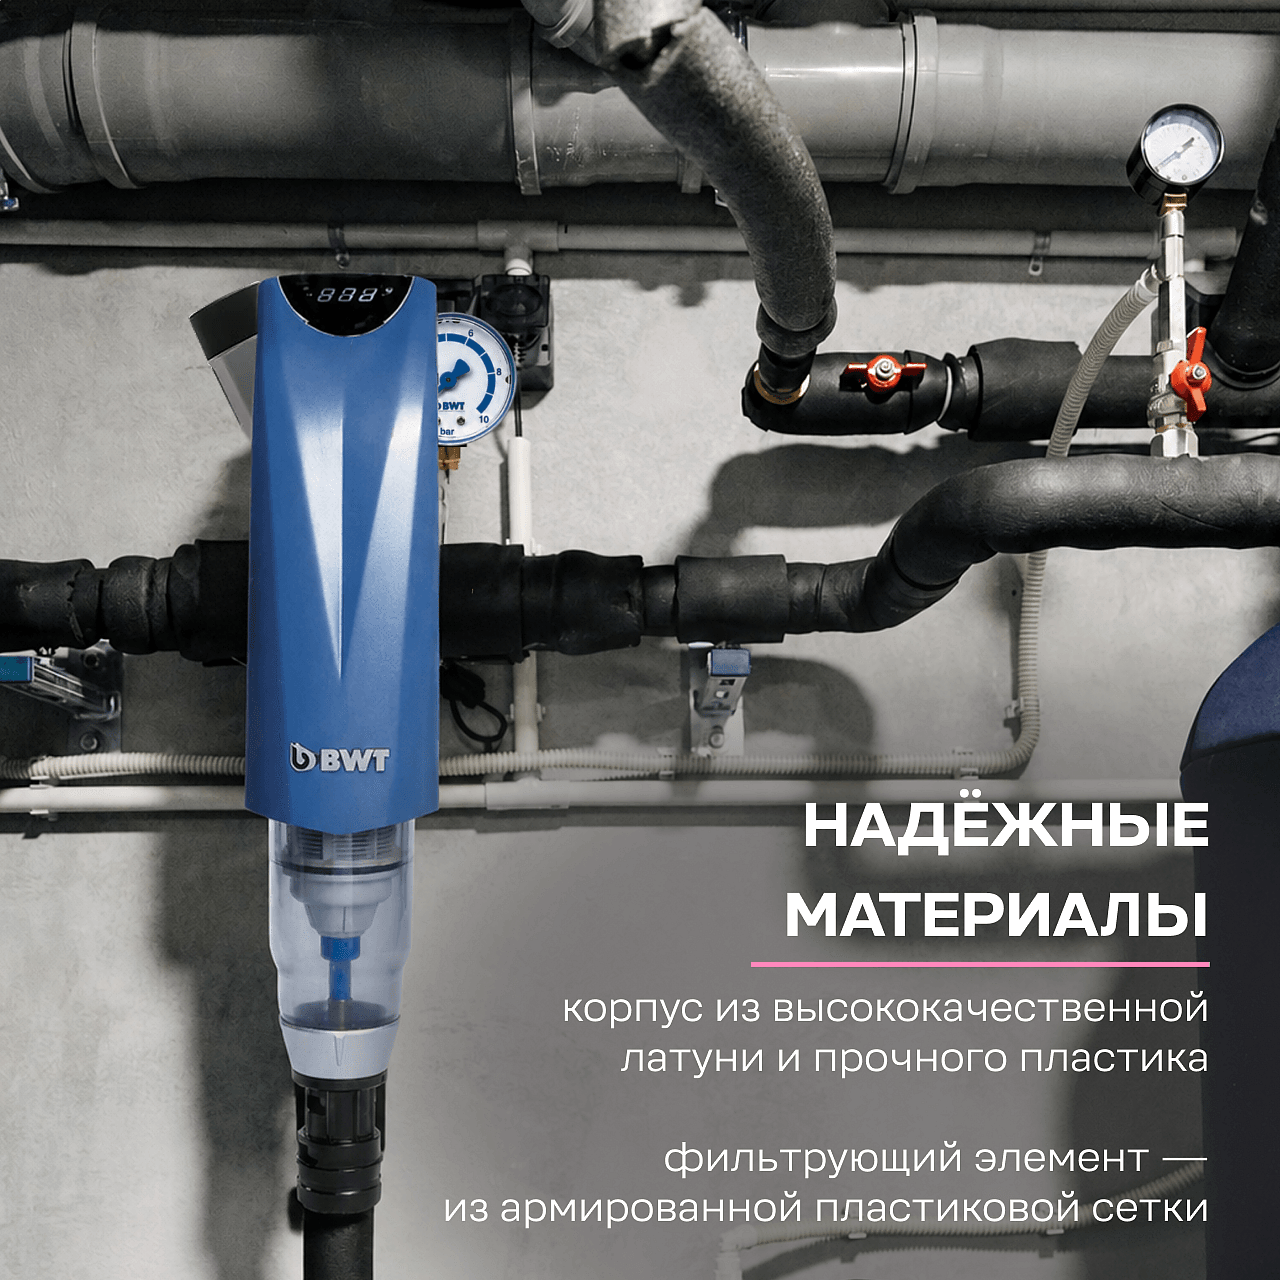 888
6
8
BWT
10
bar
BWT
НАДЁЖНЫЕ
МАТЕРИАЛЫ
корпус из высококачественной
латуни и прочного пластика
фильтрующий элемент —
из армированной пластиковой сетки